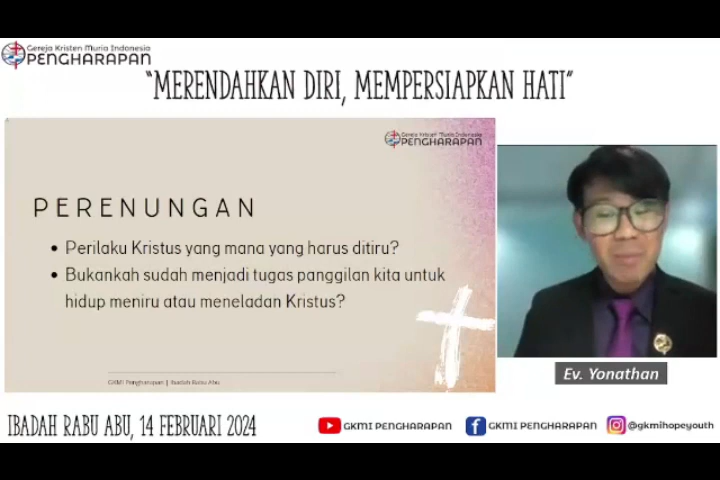 Gereja Kristen Muria Indonesia
PENGHARAPAN
"MERENDAHKAN DIRI, MEMPERSIAPKAN HATI"
Gereja Kristen Muria Indonesia
PENGHARAPAN
PERENUNGAN
• Perilaku Kristus yang mana yang harus ditiru?
• Bukankah sudah menjadi tugas panggilan kita untuk
hidup meniru atau meneladan Kristus?
GKMI Pengharapan | Ibadah Rabu Abu
Ev. Yonathan
IBADAH RABU ABU, 14 FEBRUARI 2024
GKMI PENGHARAPAN
GKMI PENGHARAPAN
@gkmihopeyouth